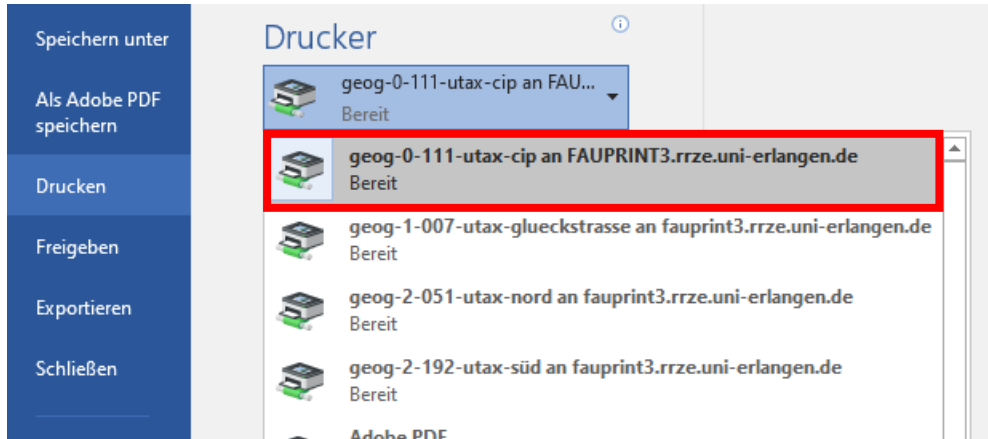 Speichern unter
Als Adobe PDF
speichern
Drucken
Freigeben
Exportieren
Schließen
Drucker
geog-0-111-utax-cip an FAU...
Bereit
geog-0-111-utax-cip an FAUPRINT3.rrze.uni-erlangen.de
Bereit
geog-1-007-utax-glueckstrasse an fauprint3.rrze.uni-erlangen.de
Bereit
geog-2-051-utax-nord an fauprint3.rrze.uni-erlangen.de
Bereit
geog-2-192-utax-süd an fauprint3.rrze.uni-erlangen.de
Bereit
Adobe PDF